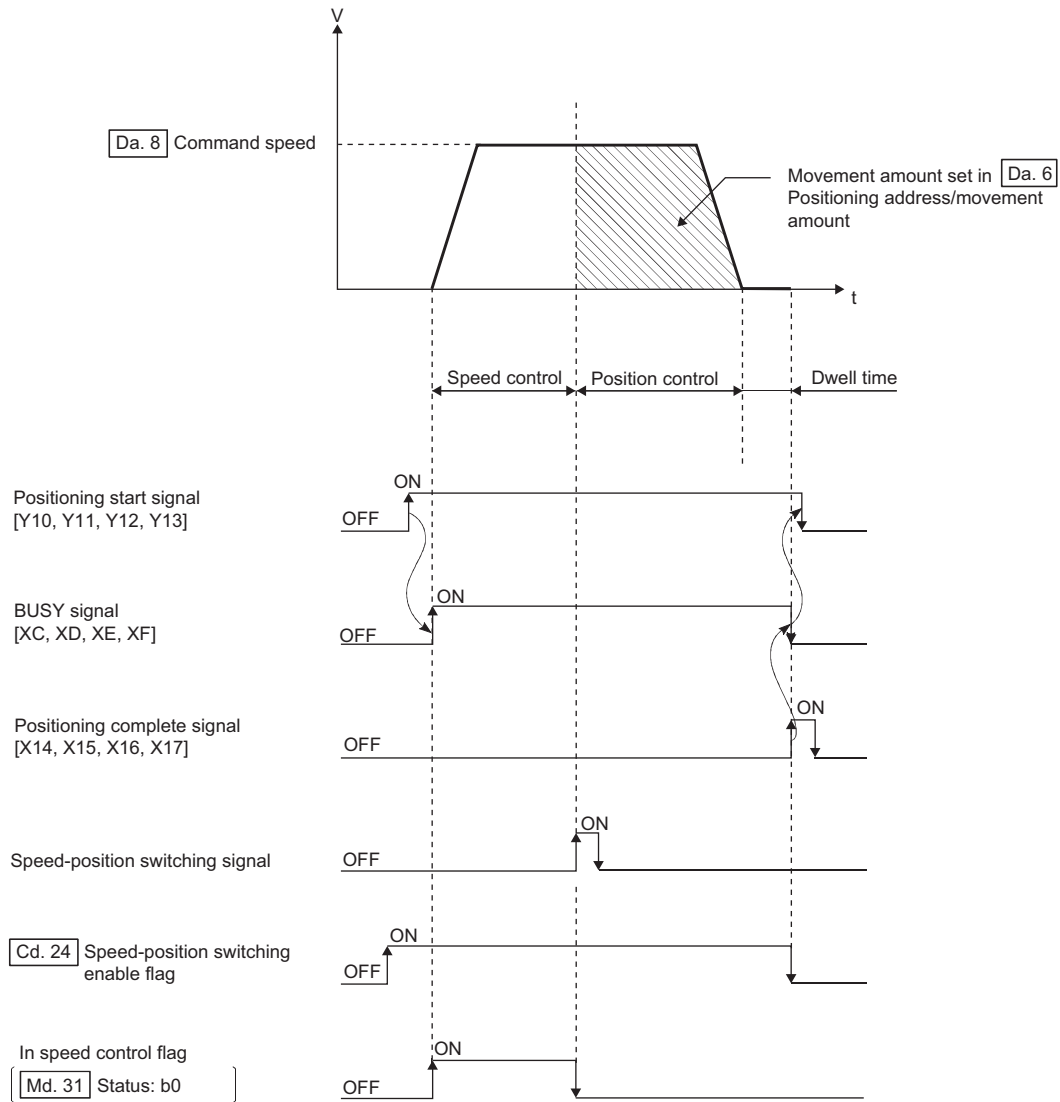 V
Da. 8 Command speed
Movement amount set in Da. 6
Positioning address/movement
amount
t
Speed control
Position control
Dwell time
Positioning start signal
[Y10, Y11, Y12, Y13]
ON
OFF
BUSY signal
[XC, XD, XE, XF]
ON
OFF
Positioning complete signal
[X14, X15, X16, X17]
ON
OFF
Speed-position switching signal
ON
OFF
Cd. 24 Speed-position switching
enable flag
ON
OFF
In speed control flag
Md. 31 Status: b0
ON
OFF